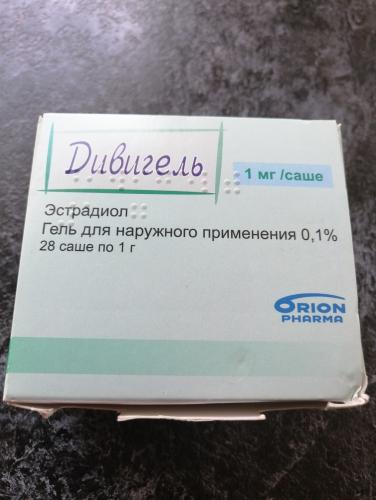 Дивигель
1 мг /саше
Эстрадиол
Гель для наружного применения 0,1%
28 саше по 1 г
ORION
PHARMA